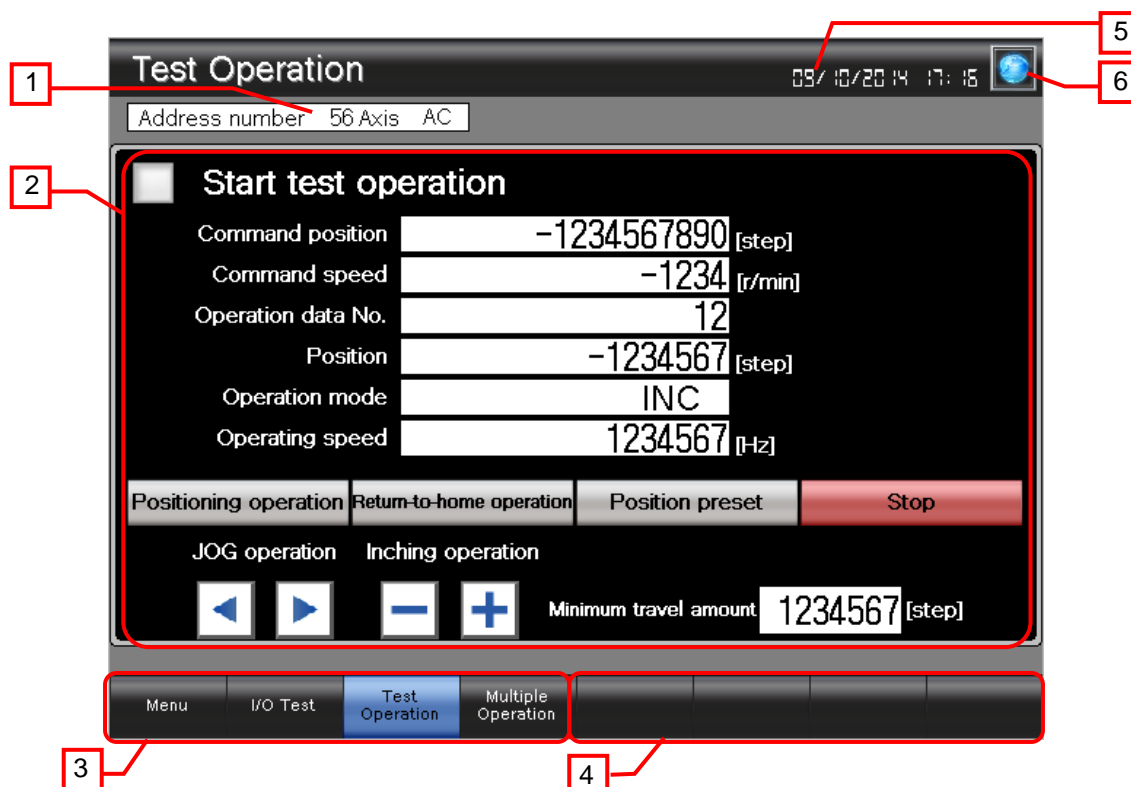 5
Test Operation
09/10/2014 17:16
1
6
Address number 56 Axis AC
2
Start test operation
Command position -1234567890 [step]
Command speed -1234 [r/min]
Operation data No. 12
Position -1234567 [step]
Operation mode INC
Operating speed 1234567 [Hz]
Positioning operation Return-to-home operation Position preset Stop
JOG operation Inching operation
Minimum travel amount 1234567 [step]
Menu I/O Test Test Operation Multiple Operation
3
4